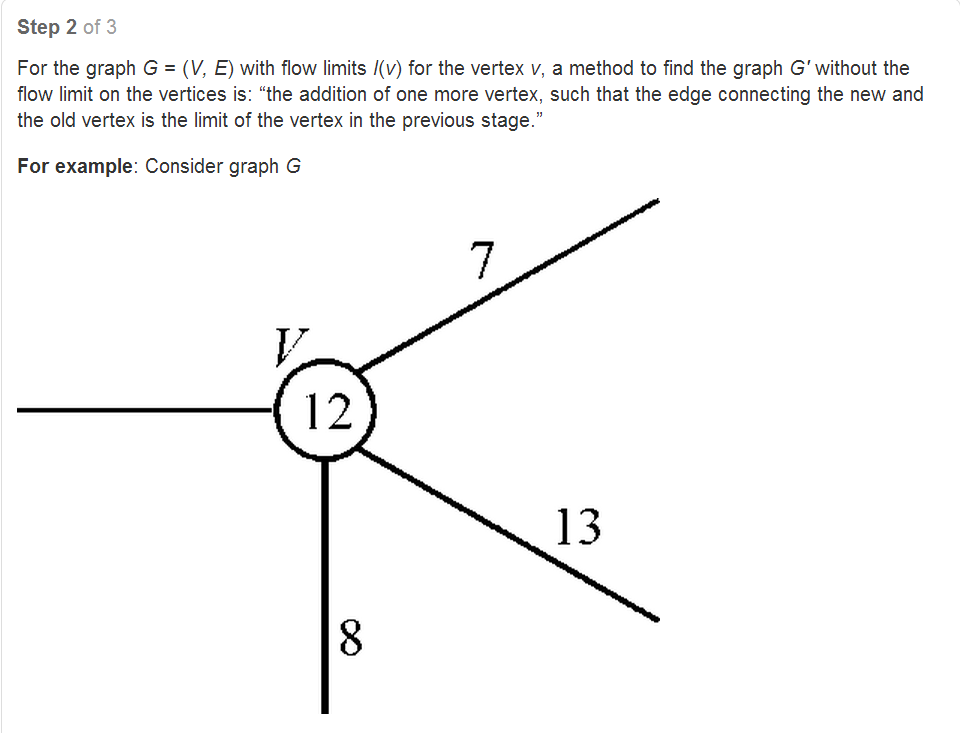 Step 2 of 3
For the graph G = (V, E) with flow limits l(v) for the vertex v, a method to find the graph G' without the
flow limit on the vertices is: “the addition of one more vertex, such that the edge connecting the new and
the old vertex is the limit of the vertex in the previous stage.”
For example: Consider graph G
7
V
12
13
8